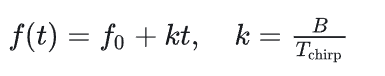 f(t) = f₀ + kt, k = B / T_chirp